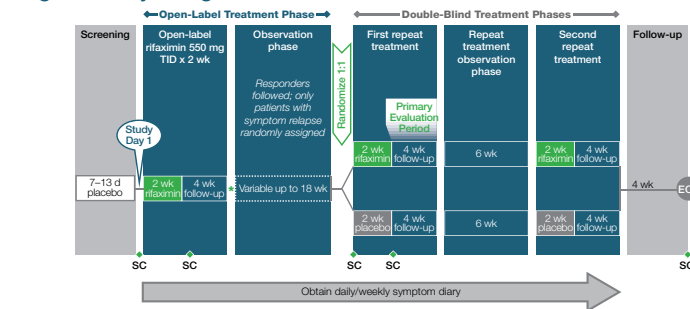 Open-Label Treatment Phase
Double-Blind Treatment Phases
Screening
Open-label
rifaximin 550 mg
TID x 2 wk
Observation
phase
First repeat
treatment
Repeat
treatment
observation
phase
Second
repeat
treatment
Follow-up
Responders
followed; only
patients with
symptom relapse
randomly assigned
Randomize 1:1
Primary
Evaluation
Period
Study
Day 1
2 wk
rifaximin
4 wk
follow-up
6 wk
2 wk
rifaximin
4 wk
follow-up
7–13 d
placebo
2 wk
rifaximin
4 wk
follow-up
*
Variable up to 18 wk
4 wk
2 wk
placebo
4 wk
follow-up
6 wk
2 wk
placebo
4 wk
follow-up
SC
SC
SC
SC
Obtain daily/weekly symptom diary